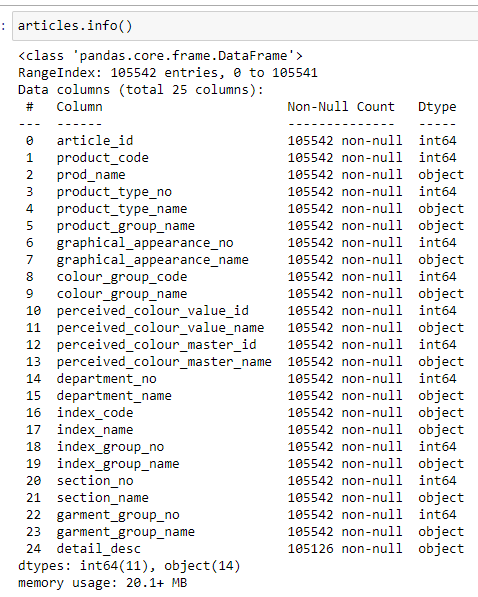 : articles.info()
<class 'pandas.core.frame.DataFrame'>
RangeIndex: 105542 entries, 0 to 105541
Data columns (total 25 columns):
 #   Column                        Non-Null Count   Dtype
---  ------                        --------------   -----
 0   article_id                    105542 non-null  int64
 1   product_code                  105542 non-null  int64
 2   prod_name                     105542 non-null  object
 3   product_type_no               105542 non-null  int64
 4   product_type_name             105542 non-null  object
 5   product_group_name            105542 non-null  object
 6   graphical_appearance_no       105542 non-null  int64
 7   graphical_appearance_name     105542 non-null  object
 8   colour_group_code             105542 non-null  int64
 9   colour_group_name             105542 non-null  object
 10  perceived_colour_value_id     105542 non-null  int64
 11  perceived_colour_value_name   105542 non-null  object
 12  perceived_colour_master_id    105542 non-null  int64
 13  perceived_colour_master_name  105542 non-null  object
 14  department_no                 105542 non-null  int64
 15  department_name               105542 non-null  object
 16  index_code                    105542 non-null  object
 17  index_name                    105542 non-null  object
 18  index_group_no                105542 non-null  int64
 19  index_group_name              105542 non-null  object
 20  section_no                    105542 non-null  int64
 21  section_name                  105542 non-null  object
 22  garment_group_no              105542 non-null  int64
 23  garment_group_name            105542 non-null  object
 24  detail_desc                   105126 non-null  object
dtypes: int64(11), object(14)
memory usage: 20.1+ MB